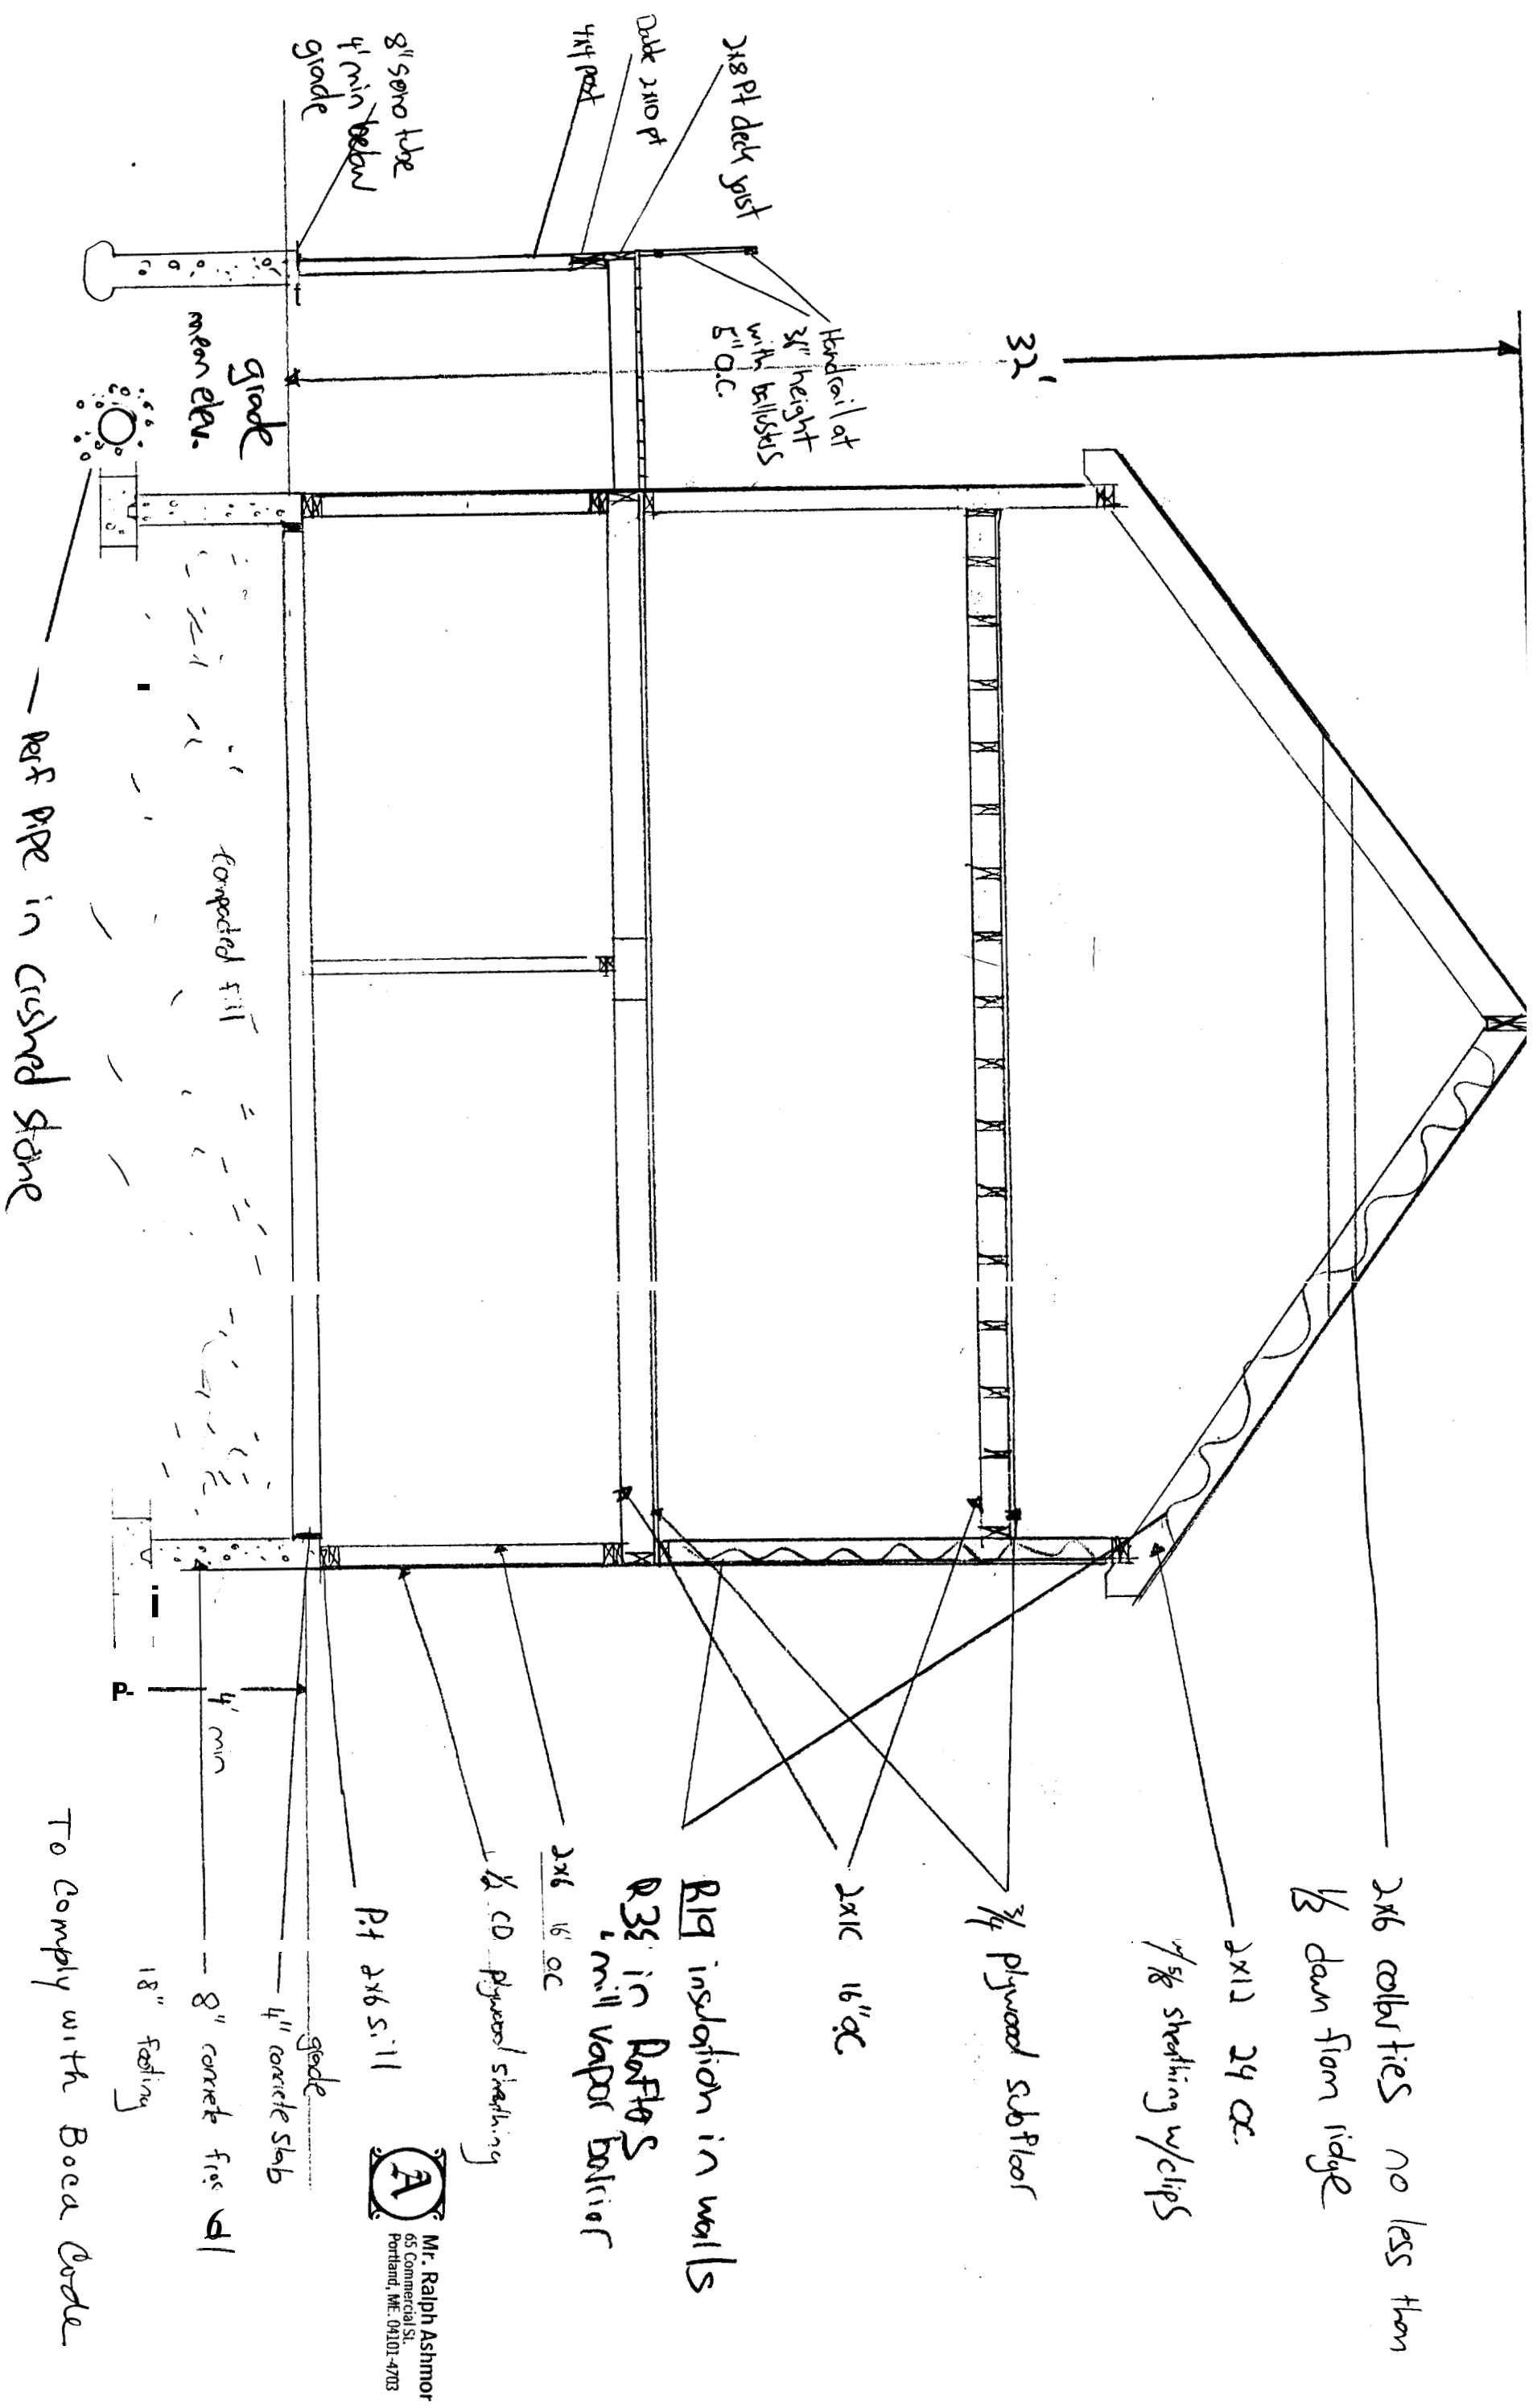 32'
2x6 collar ties no less than
1/3 down from ridge
2x12 24 oc.
w/ 5/8 sheathing w/clips
3/4 plywood subfloor
2x10 16" oc
R19 insulation in walls
in Rafters
mill vapor barrier
2x6 16" oc
1/2 CD plywood sheathing
P.t 2x6 sill
grade
4" concrete slab
8" concrete
18" footing
4' min
To Comply with Boca Code
Handrail at
height
with ballusters
5" O.C.
2x8 Pt deck joist
Double 2x10 pt
4x4 post
8" sono tube
4' min below
grade
grade
mean elev.
Compacted fill
Perf Pipe in crushed stone
A
Mr. Ralph Ashmor
65 Commercial St.
Portland, ME. 04101-4703